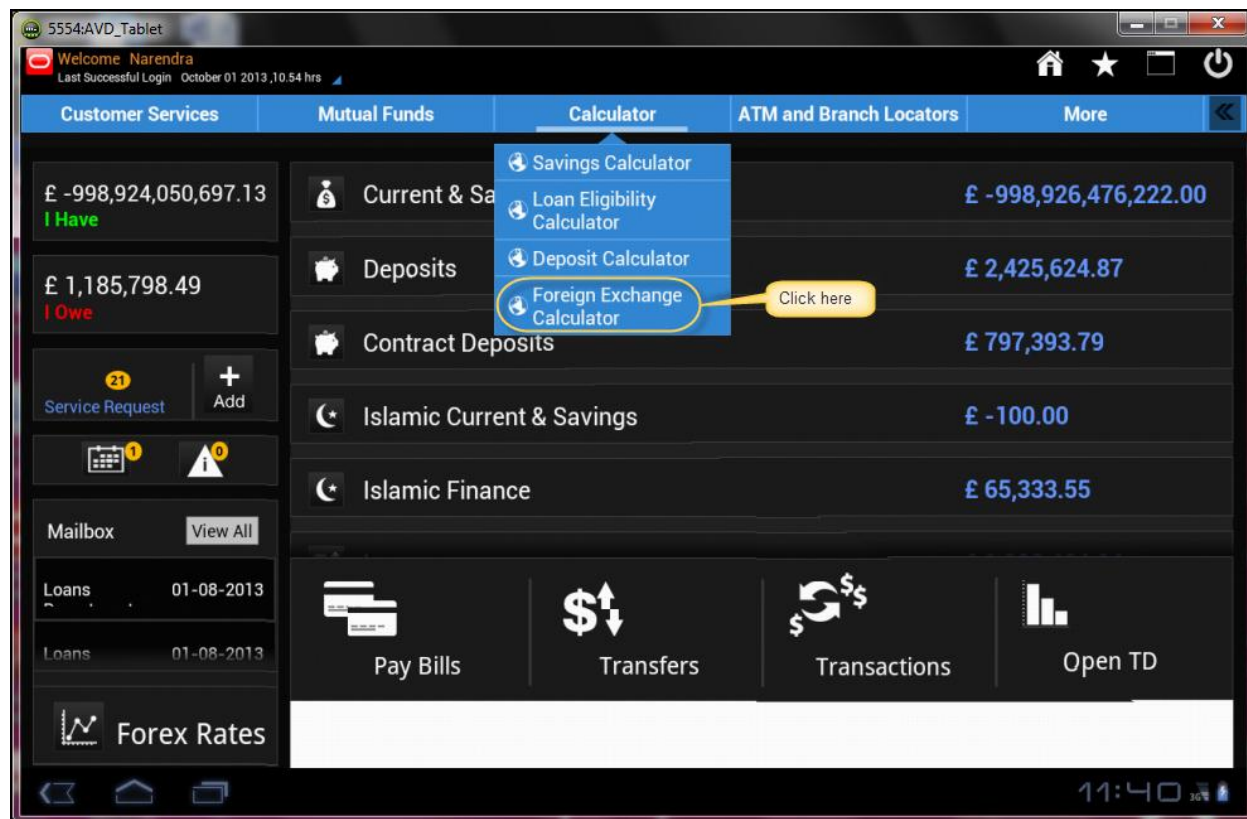 5554:AVD_Tablet
Welcome Narendra
Last Successful Login October 01 2013 ,10.54 hrs
Customer Services
Mutual Funds
Calculator
ATM and Branch Locators
More
Savings Calculator
Loan Eligibility
Calculator
Deposit Calculator
Foreign Exchange
Calculator
Click here
£ -998,924,050,697.13
I Have
£ 1,185,798.49
I Owe
21
Service Request
+
Add
1
0
Mailbox
View All
Loans 01-08-2013
Loans 01-08-2013
Forex Rates
Current & Sa
£ -998,926,476,222.00
Deposits
£ 2,425,624.87
Contract Deposits
£ 797,393.79
Islamic Current & Savings
£ -100.00
Islamic Finance
£ 65,333.55
Pay Bills
Transfers
Transactions
Open TD
11:40
3G